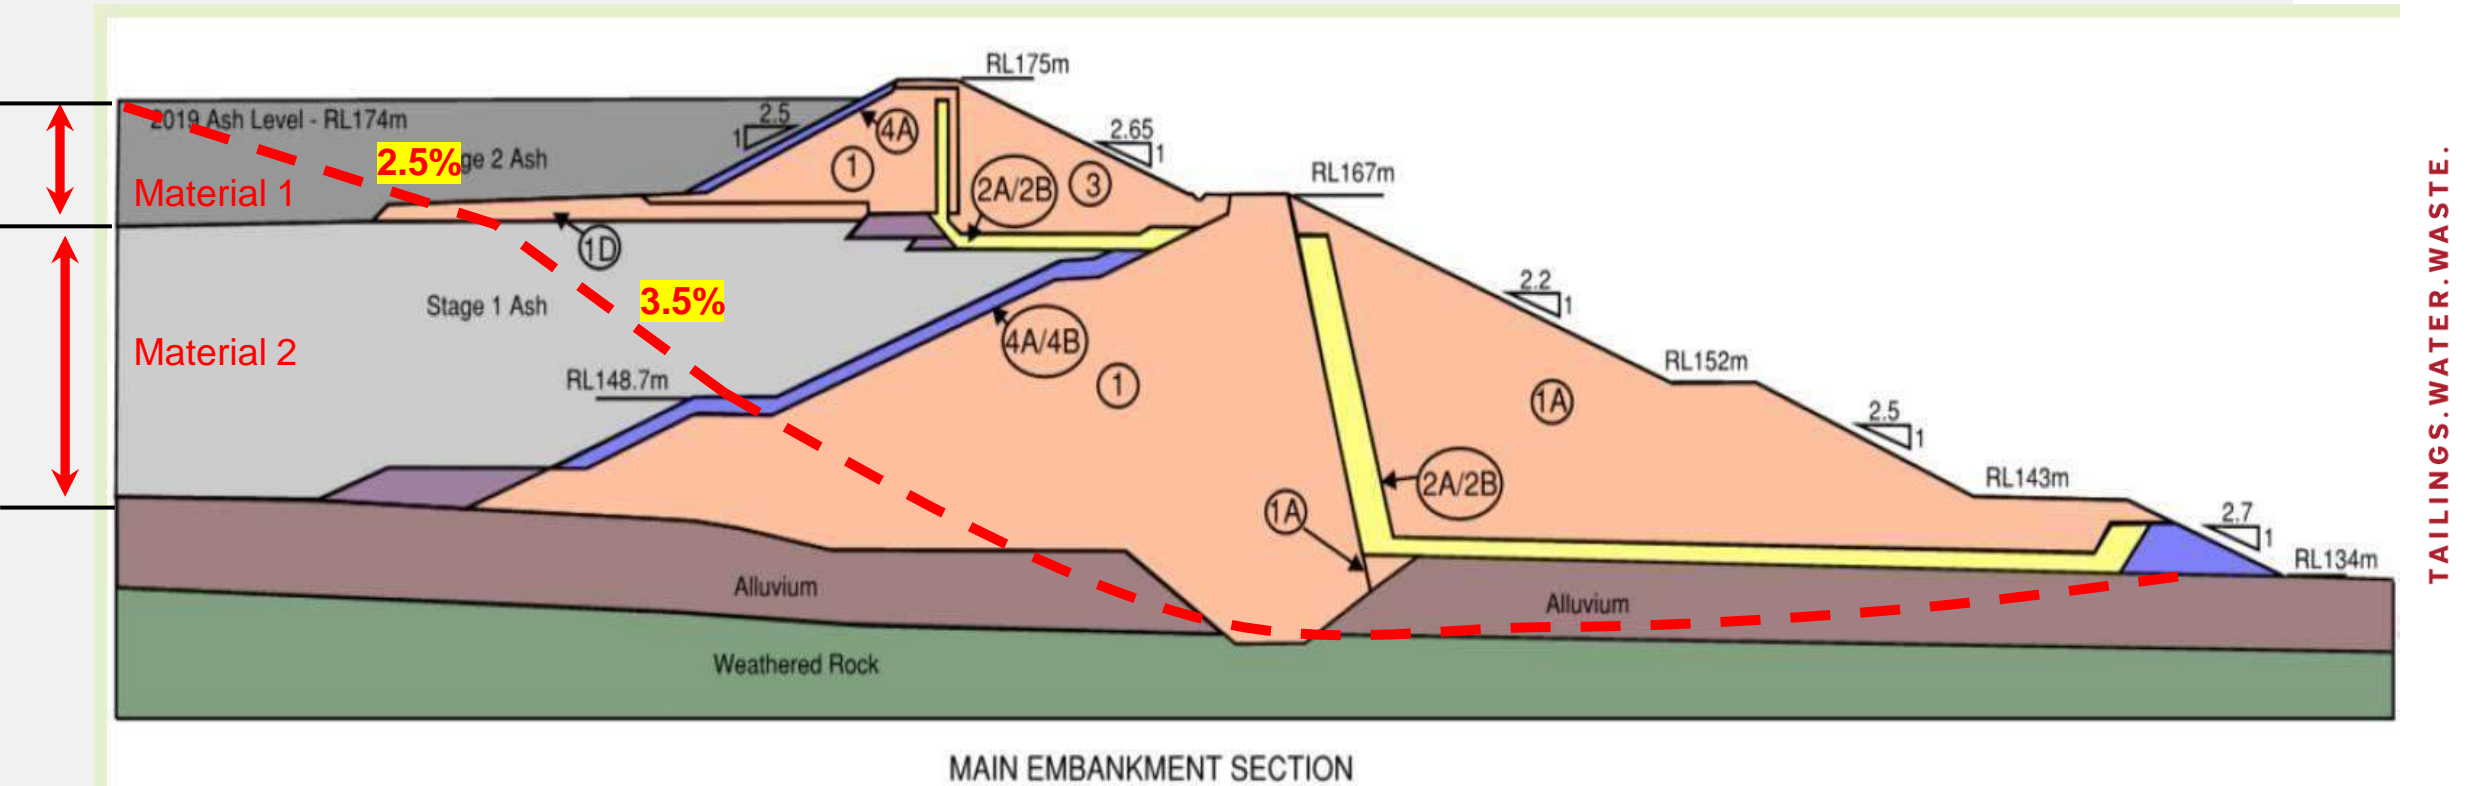 RL175m
2019 Ash Level - RL174m
2.5
1
4A
2.65
1
2.5%
ge 2 Ash
Material 1
1
2A/2B
3
RL167m
1D
Stage 1 Ash
3.5%
2.2
1
Material 2
RL148.7m
4A/4B
1
RL152m
1A
2.5
1
2A/2B
RL143m
1A
2.7
1
RL134m
Alluvium
Alluvium
Weathered Rock
MAIN EMBANKMENT SECTION
TAILINGS.WATER.WASTE.